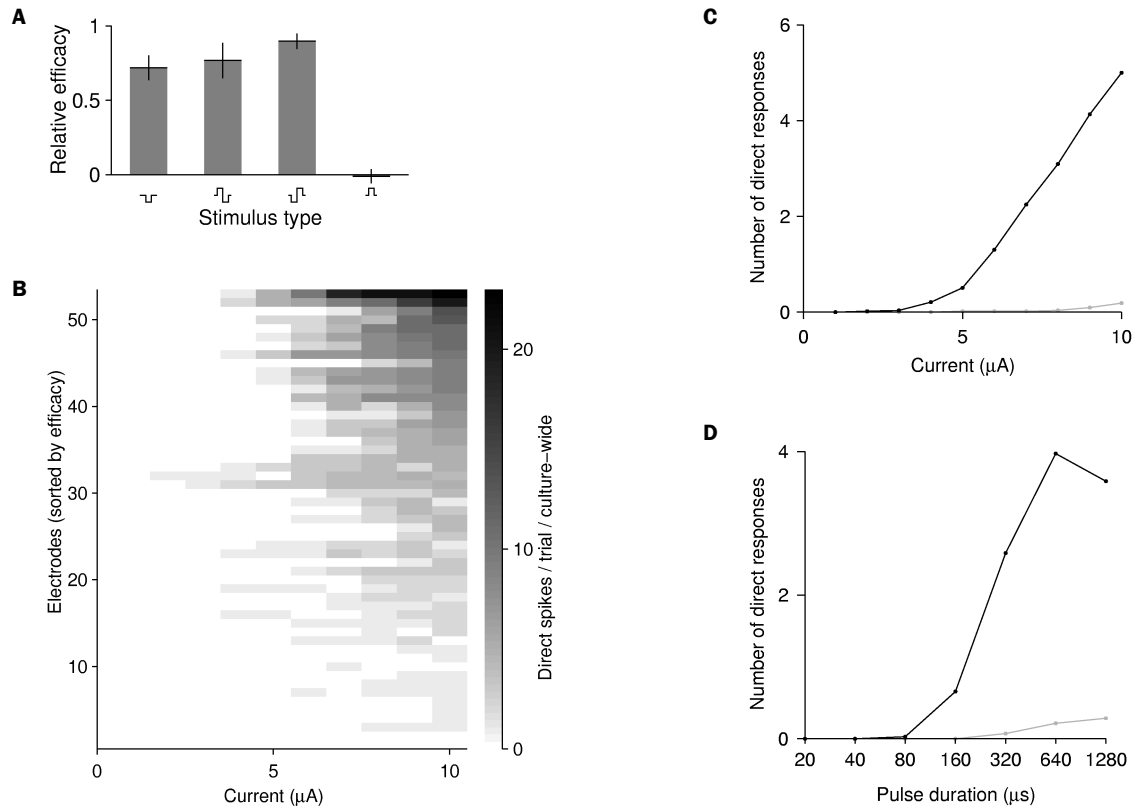 A
1
0.5
0
Relative efficacy
Stimulus type
B
50
40
30
20
10
Electrodes (sorted by efficacy)
0
5
10
Current (μA)
20
10
0
Direct spikes / trial / culture−wide
C
6
4
2
0
Number of direct responses
0
5
10
Current (μA)
D
4
2
0
Number of direct responses
20 40 80 160 320 640 1280
Pulse duration (μs)